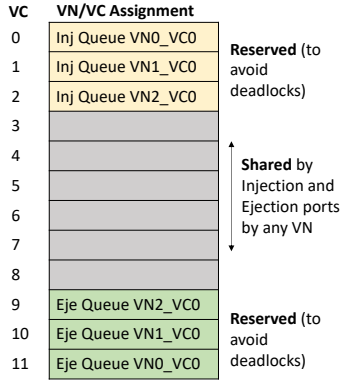 VC VN/VC Assignment
0 Inj Queue VN0_VC0
1 Inj Queue VN1_VC0
2 Inj Queue VN2_VC0
Reserved (to
avoid
deadlocks)
3
4
5
6
7
8
Shared by
Injection and
Ejection ports
by any VN
9 Eje Queue VN2_VC0
10 Eje Queue VN1_VC0
11 Eje Queue VN0_VC0
Reserved (to
avoid
deadlocks)